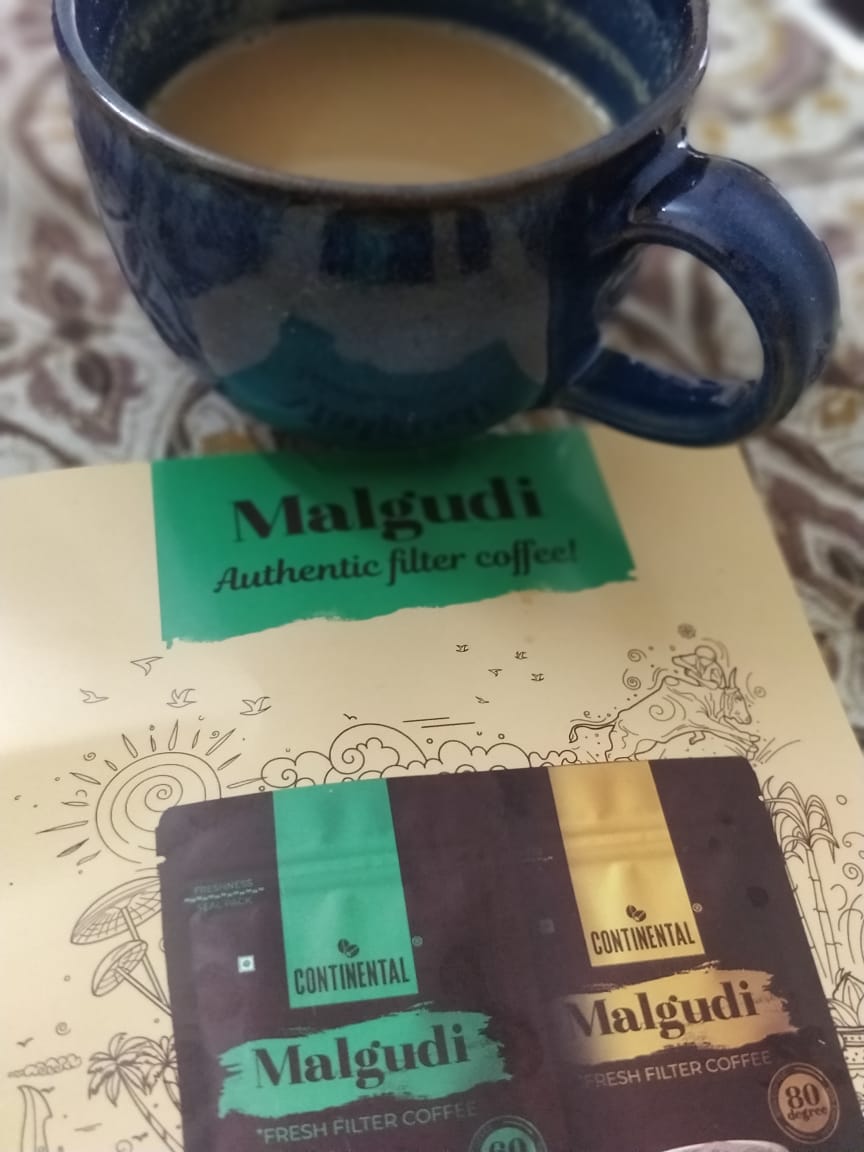 Malgudi
Authentic filter coffee!
FRESHNESS
SEAL PACK
CONTINENTAL®
Malgudi
*FRESH FILTER COFFEE
60
CONTINENTAL®
Malgudi
*FRESH FILTER COFFEE
80
degree